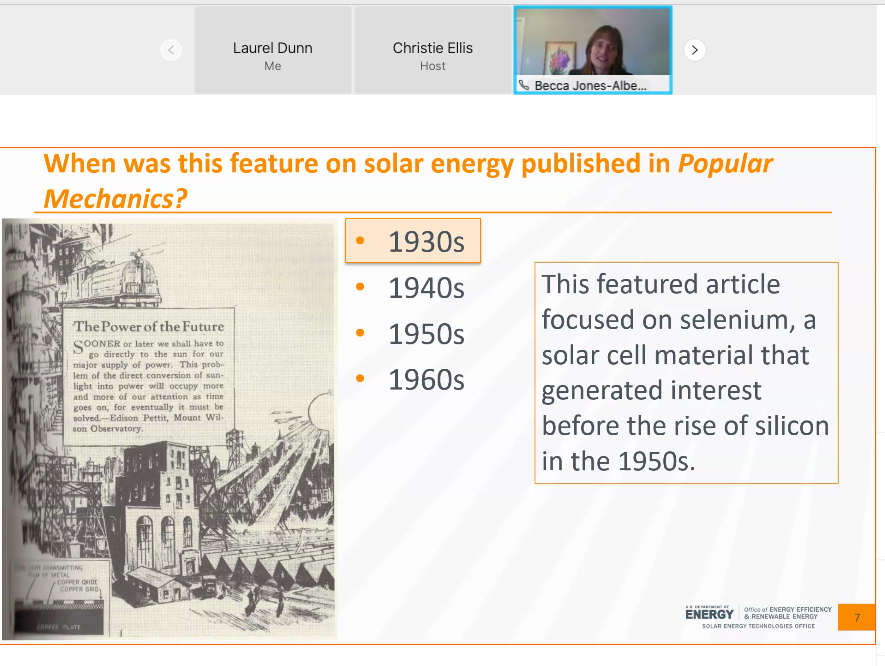 Laurel Dunn
Me
Christie Ellis
Host
Becca Jones-Albe...
When was this feature on solar energy published in Popular
Mechanics?
The Power of the Future
SOONER or later we shall have to
go directly to the sun for our
major supply of power. This prob-
lem of the direct conversion of sun-
light into power will occupy more
and more of our attention as time
goes on, for eventually it must be
solved.—Edison Pettit, Mount Wil-
son Observatory.
TRANSMITTING
FILM OF METAL
COPPER OXIDE
COPPER GRID
COPPER PLATE
• 1930s
• 1940s
• 1950s
• 1960s
This featured article
focused on selenium, a
solar cell material that
generated interest
before the rise of silicon
in the 1950s.
U.S. DEPARTMENT OF
ENERGY
Office of ENERGY EFFICIENCY
& RENEWABLE ENERGY
SOLAR ENERGY TECHNOLOGIES OFFICE
7